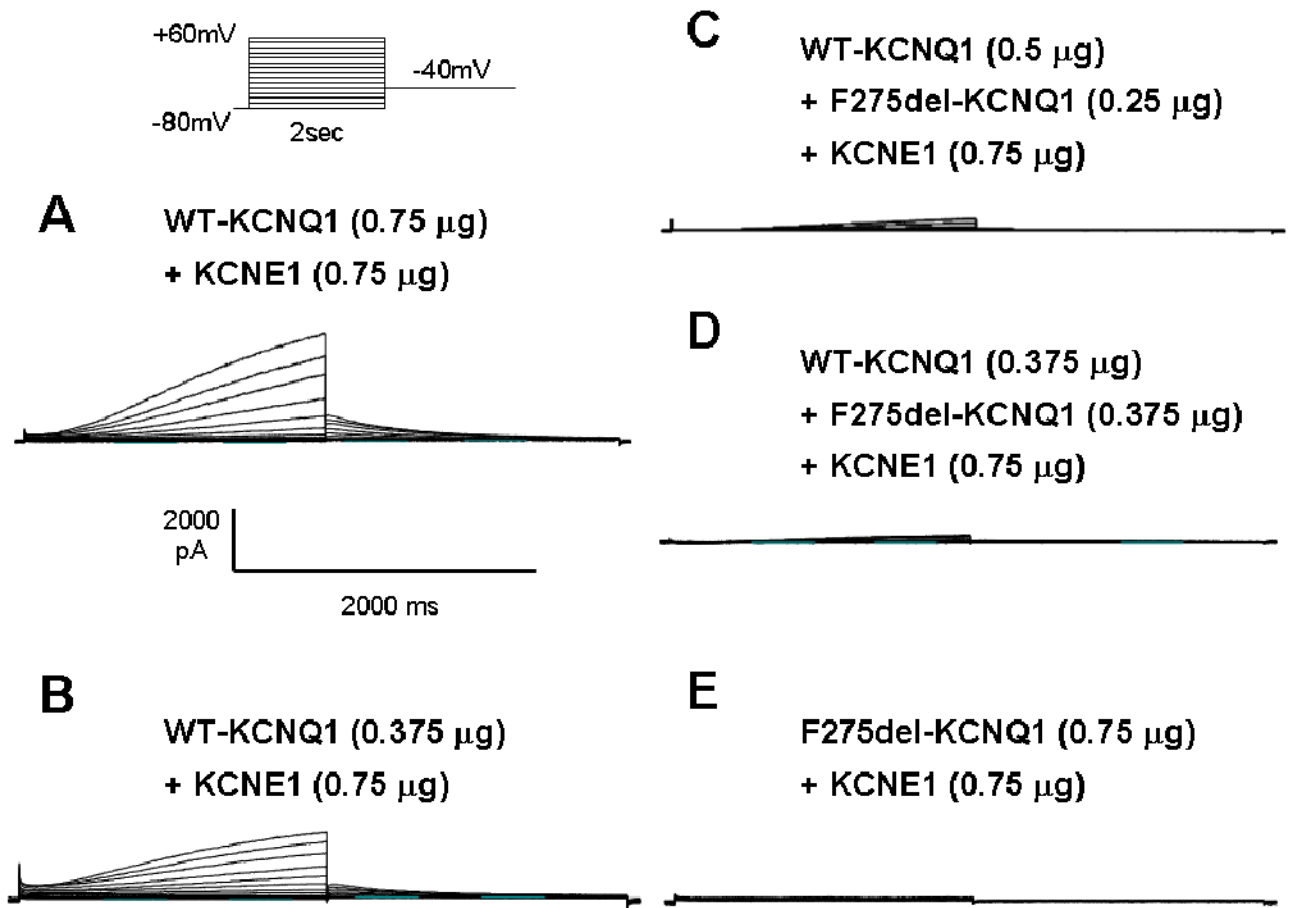 +60mV
-40mV
-80mV
2sec
A
WT-KCNQ1 (0.75 μg)
+ KCNE1 (0.75 μg)
2000
pA
2000 ms
B
WT-KCNQ1 (0.375 μg)
+ KCNE1 (0.75 μg)
C
WT-KCNQ1 (0.5 μg)
+ F275del-KCNQ1 (0.25 μg)
+ KCNE1 (0.75 μg)
D
WT-KCNQ1 (0.375 μg)
+ F275del-KCNQ1 (0.375 μg)
+ KCNE1 (0.75 μg)
E
F275del-KCNQ1 (0.75 μg)
+ KCNE1 (0.75 μg)